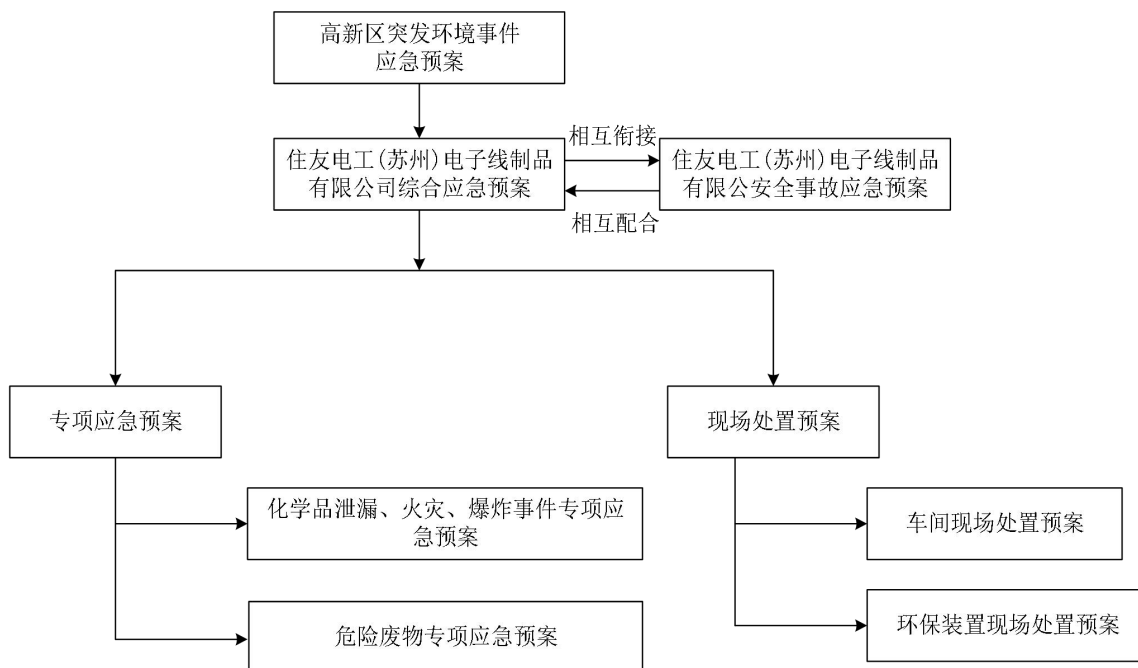 高新区突发环境事件
应急预案
相互衔接
住友电工(苏州)电子线制品
有限公司综合应急预案
住友电工(苏州)电子线制品
有限公安全事故应急预案
相互配合
专项应急预案
现场处置预案
化学品泄漏、火灾、爆炸事件专项应
急预案
车间现场处置预案
危险废物专项应急预案
环保装置现场处置预案